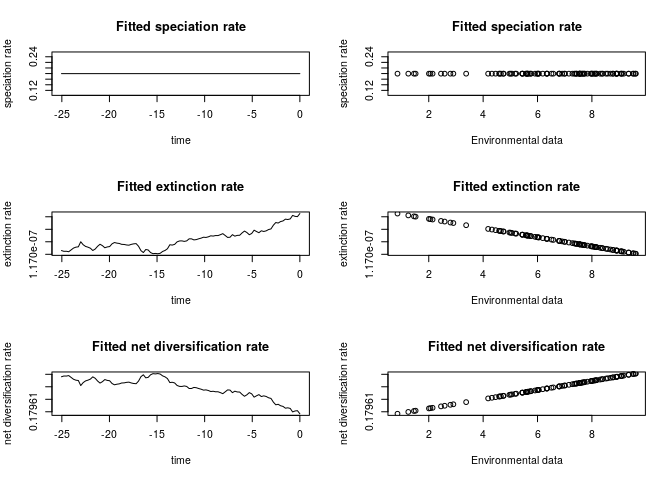 Fitted speciation rate
speciation rate
0.12 0.24
-25 -20 -15 -10 -5 0
time
Fitted speciation rate
speciation rate
0.12 0.24
2 4 6 8
Environmental data
Fitted extinction rate
extinction rate
1.170e-07
-25 -20 -15 -10 -5 0
time
Fitted extinction rate
extinction rate
1.170e-07
2 4 6 8
Environmental data
Fitted net diversification rate
net diversification rate
0.17961
-25 -20 -15 -10 -5 0
time
Fitted net diversification rate
net diversification rate
0.17961
2 4 6 8
Environmental data